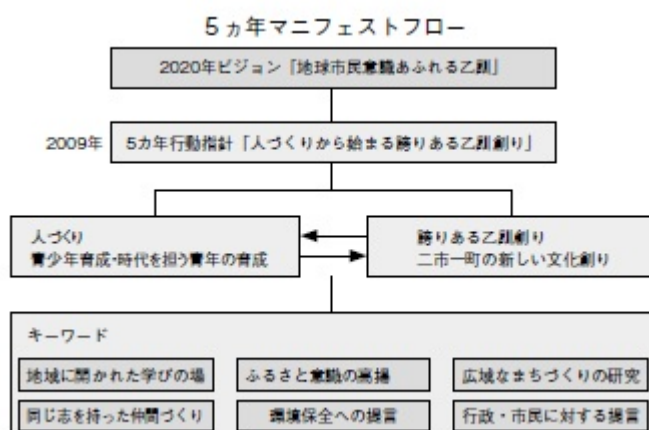 5ヵ年マニフェストフロー
2020年ビジョン「地球市民意識あふれる乙訓」
2009年 5カ年行動指針「人づくりから始まる誇りある乙訓創り」
人づくり
青少年育成・時代を担う青年の育成
誇りある乙訓創り
二市一町の新しい文化創り
キーワード
地域に開かれた学びの場 ふるさと意識の高揚 広域なまちづくりの研究
同じ志を持った仲間づくり 環境保全への提言 行政・市民に対する提言